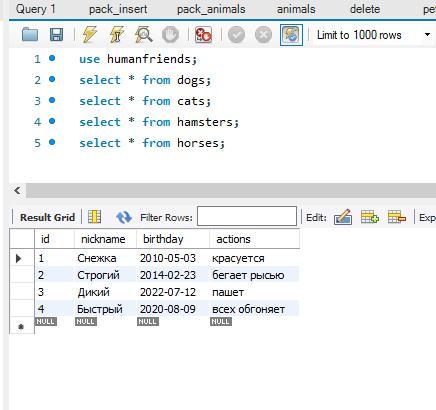 Query 1 pack_insert pack_animals animals delete
Limit to 1000 rows
1 use humanfriends;
2 select * from dogs;
3 select * from cats;
4 select * from hamsters;
5 select * from horses;
Result Grid Filter Rows: Edit:
id nickname birthday actions
1 Снежка 2010-05-03 красуется
2 Строгий 2014-02-23 бегает рысью
3 Дикий 2022-07-12 пашет
4 Быстрый 2020-08-09 всех обгоняет
NULL NULL NULL NULL